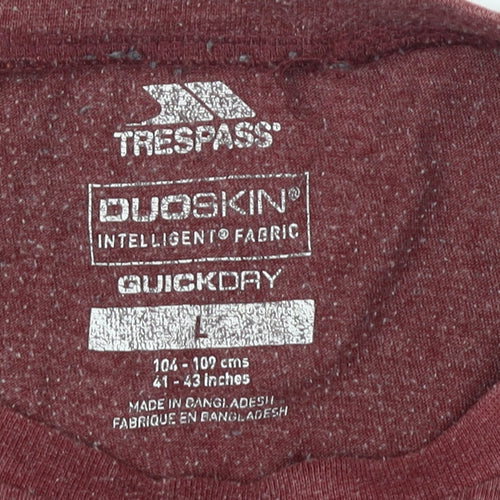 TRESPASS®
DUOSKIN®
INTELLIGENT® FABRIC
QUICKDRY
L
104 - 109 cms
41 - 43 inches
MADE IN BANGLADESH
FABRIQUE EN BANGLADESH